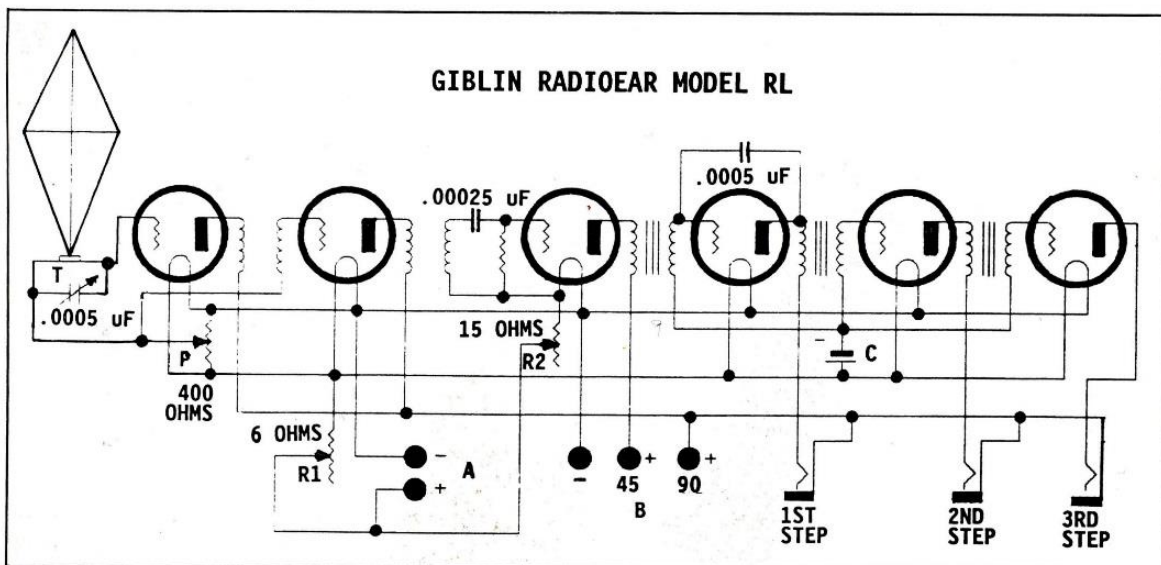 GIBLIN RADIOEAR MODEL RL
.00025 uF
.0005 uF
T
.0005 uF
P
400
OHMS
15 OHMS
R2
- C
6 OHMS
R1
- A
+
- 45 + 90 +
B
1ST
STEP
2ND
STEP
3RD
STEP